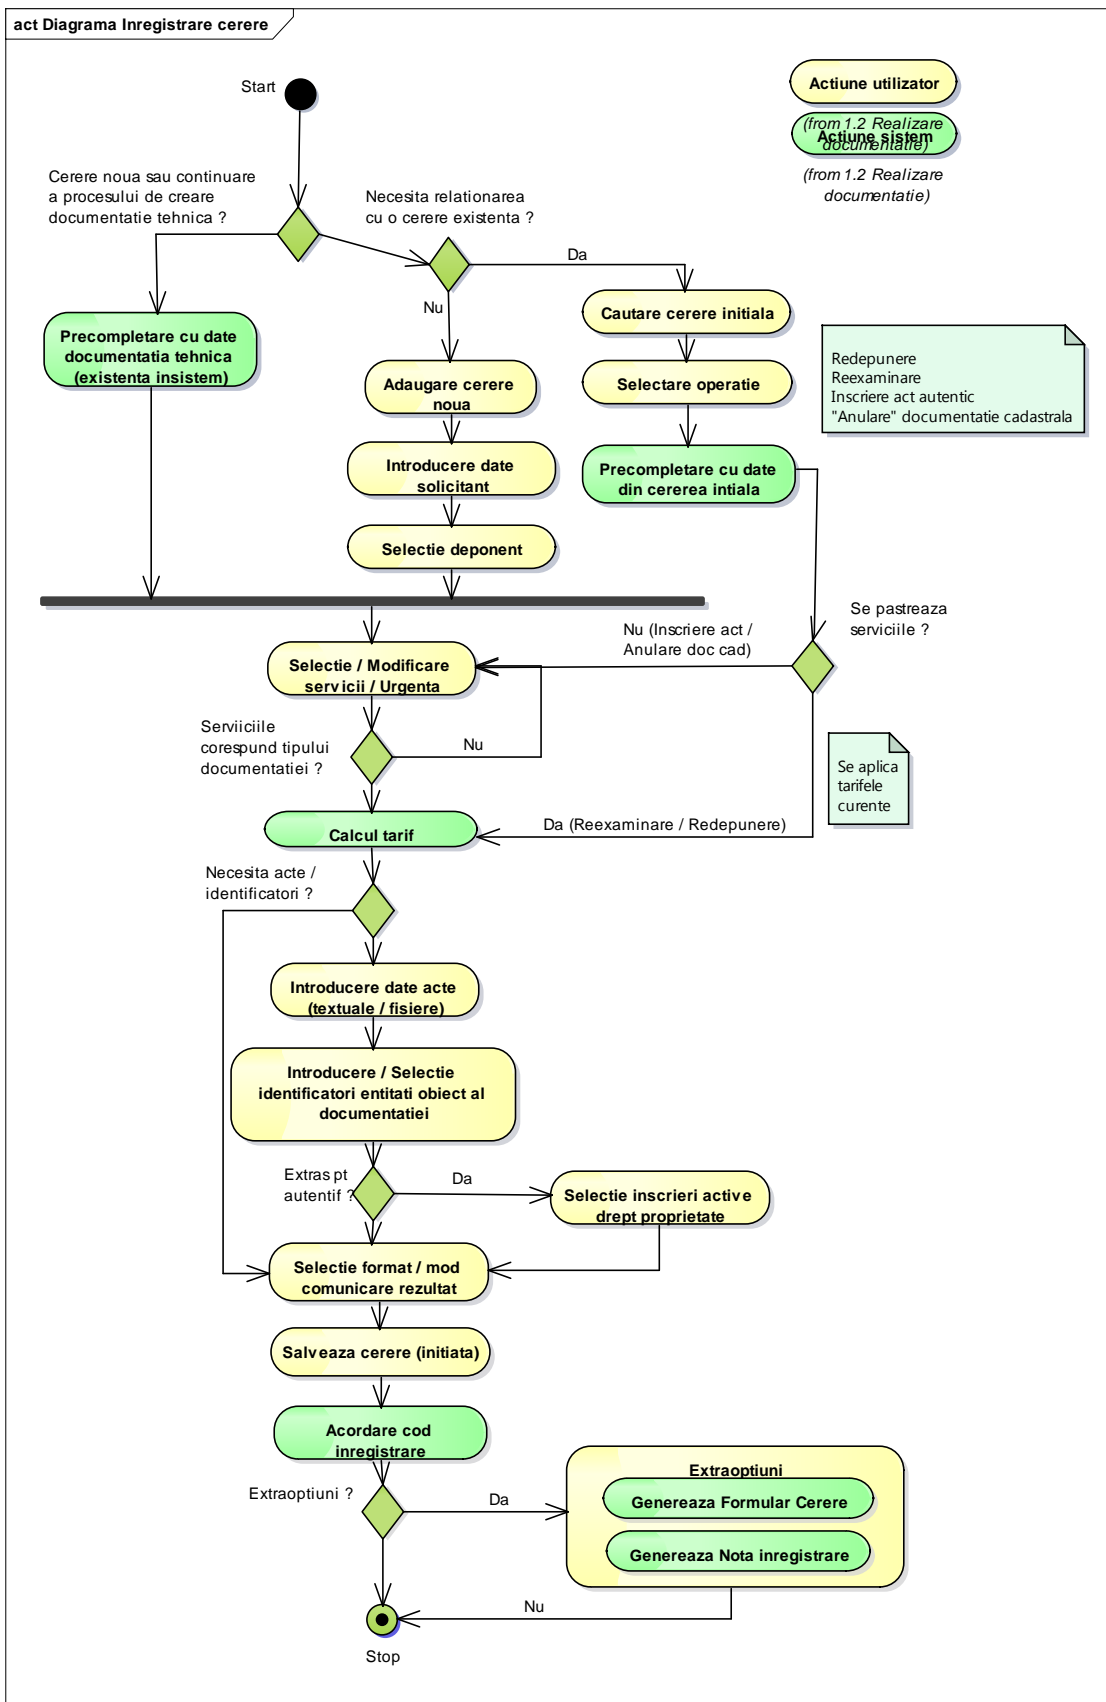 act Diagrama Inregistrare cerere
Start
Actiune utilizator
(from 1.2 Realizare
documentatie)
Actiune sistem
(from 1.2 Realizare
documentatie)
Cerere noua sau continuare
a procesului de creare
documentatie tehnica ?
Necesita relationarea
cu o cerere existenta ?
Da
Nu
Cautare cerere initiala
Precompletare cu date
documentatia tehnica
(existenta insistem)
Redepunere
Reexaminare
Inscriere act autentic
"Anulare" documentatie cadastrala
Adaugare cerere
noua
Selectare operatie
Introducere date
solicitant
Precompletare cu date
din cererea intiala
Selectie deponent
Se pastreaza
serviciile ?
Nu (Inscriere act /
Anulare doc cad)
Selectie / Modificare
servicii / Urgenta
Serviiciile
corespund tipului
documentatiei ?
Nu
Se aplica
tarifele
curente
Calcul tarif
Da (Reexaminare / Redepunere)
Necesita acte /
identificatori ?
Introducere date acte
(textuale / fisiere)
Introducere / Selectie
identificatori entitati obiect al
documentatiei
Extras pt
autentif ?
Da
Selectie inscrieri active
drept proprietate
Selectie format / mod
comunicare rezultat
Salveaza cerere (initiata)
Acordare cod
inregistrare
Extraoptiuni ?
Da
Extraoptiuni
Genereaza Formular Cerere
Genereaza Nota inregistrare
Nu
Stop